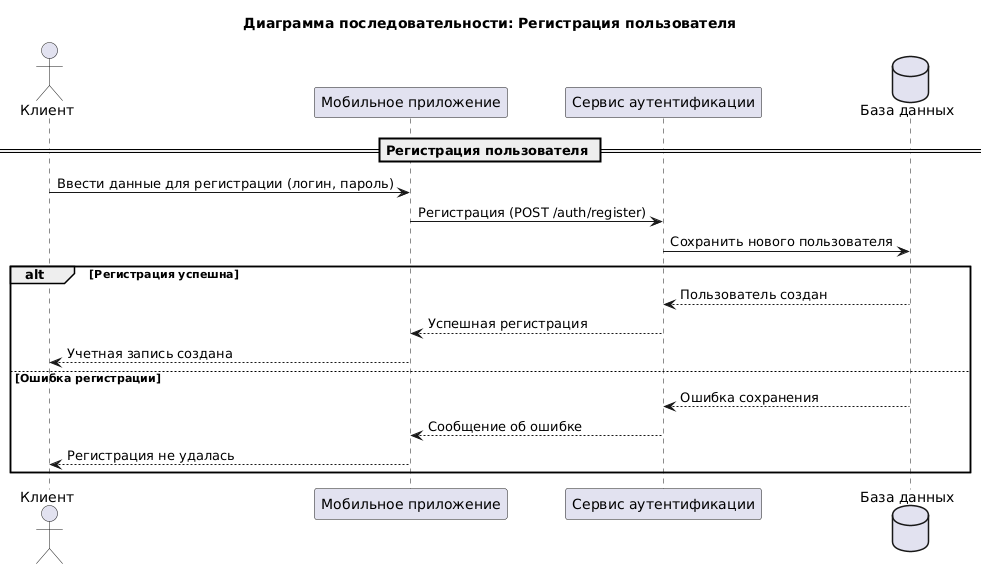 Диаграмма последовательности: Регистрация пользователя
Клиент
Мобильное приложение
Сервис аутентификации
База данных
Регистрация пользователя
Ввести данные для регистрации (логин, пароль)
Регистрация (POST /auth/register)
Сохранить нового пользователя
alt [Регистрация успешна]
Пользователь создан
Успешная регистрация
Учетная запись создана
[Ошибка регистрации]
Ошибка сохранения
Сообщение об ошибке
Регистрация не удалась
Клиент
Мобильное приложение
Сервис аутентификации
База данных